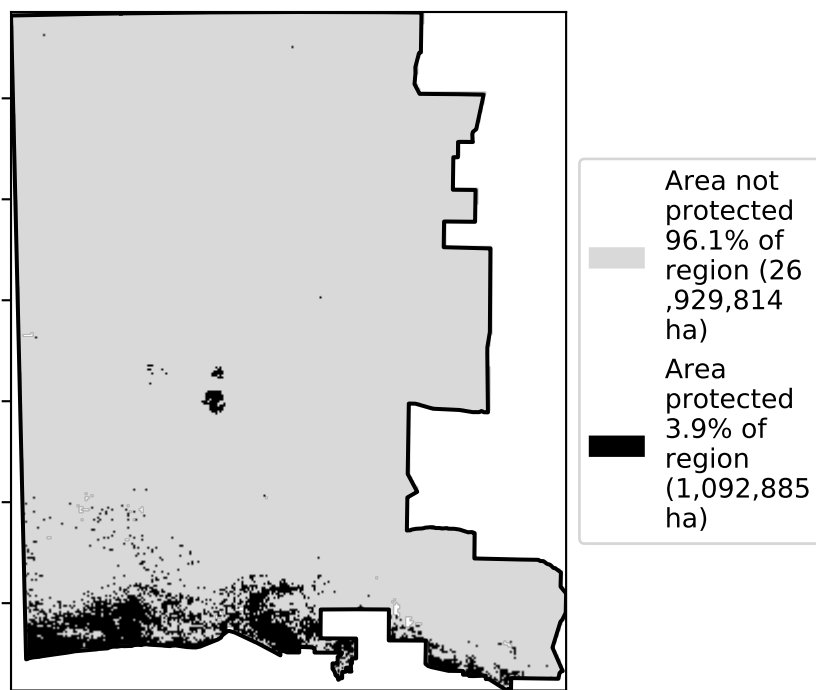 Area not
protected
96.1% of
region (26
,929,814
ha)
Area
protected
3.9% of
region
(1,092,885
ha)